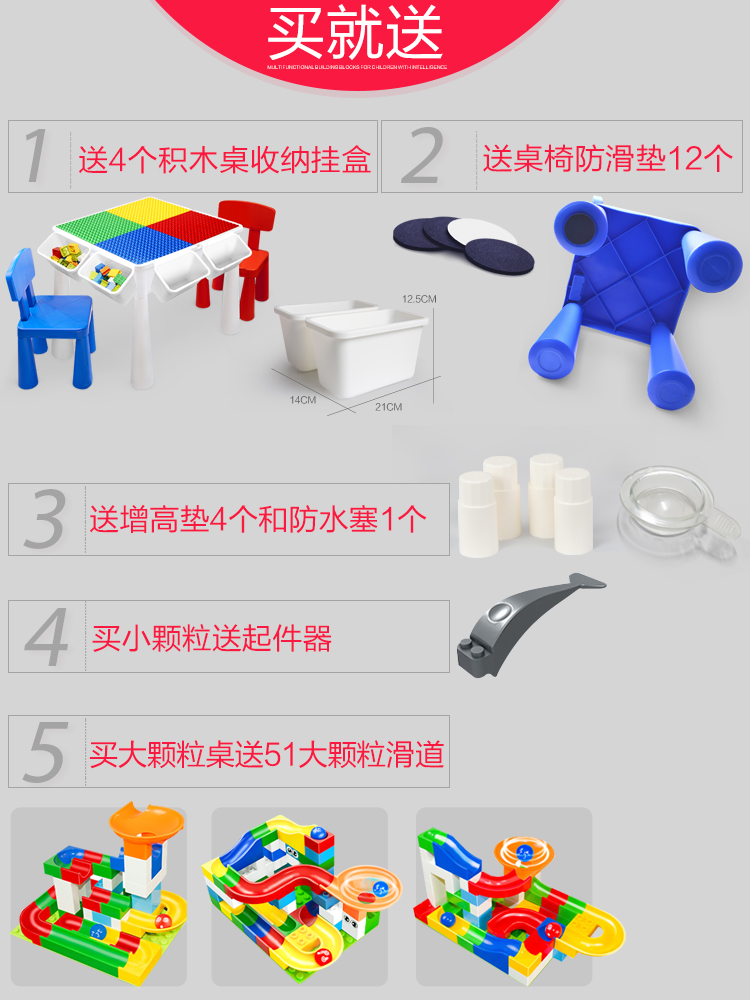 买就送
MULTI FUNCTIONAL BUILDING BLOCKS FOR CHILDREN WITH INTELLIGENCE
1 送4个积木桌收纳挂盒
2 送桌椅防滑垫12个
12.5CM
14CM
21CM
3 送增高垫4个和防水塞1个
4 买小颗粒送起件器
5 买大颗粒桌送51大颗粒滑道